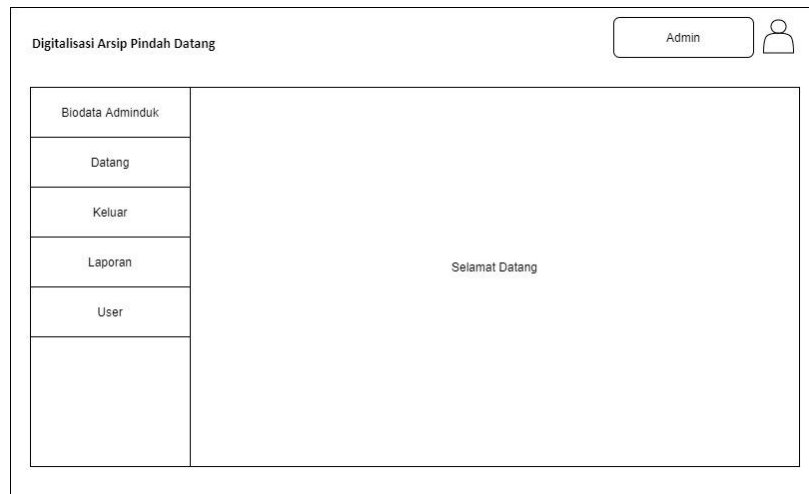 Digitalisasi Arsip Pindah Datang
Admin
Biodata Adminduk
Datang
Keluar
Laporan
User
Selamat Datang